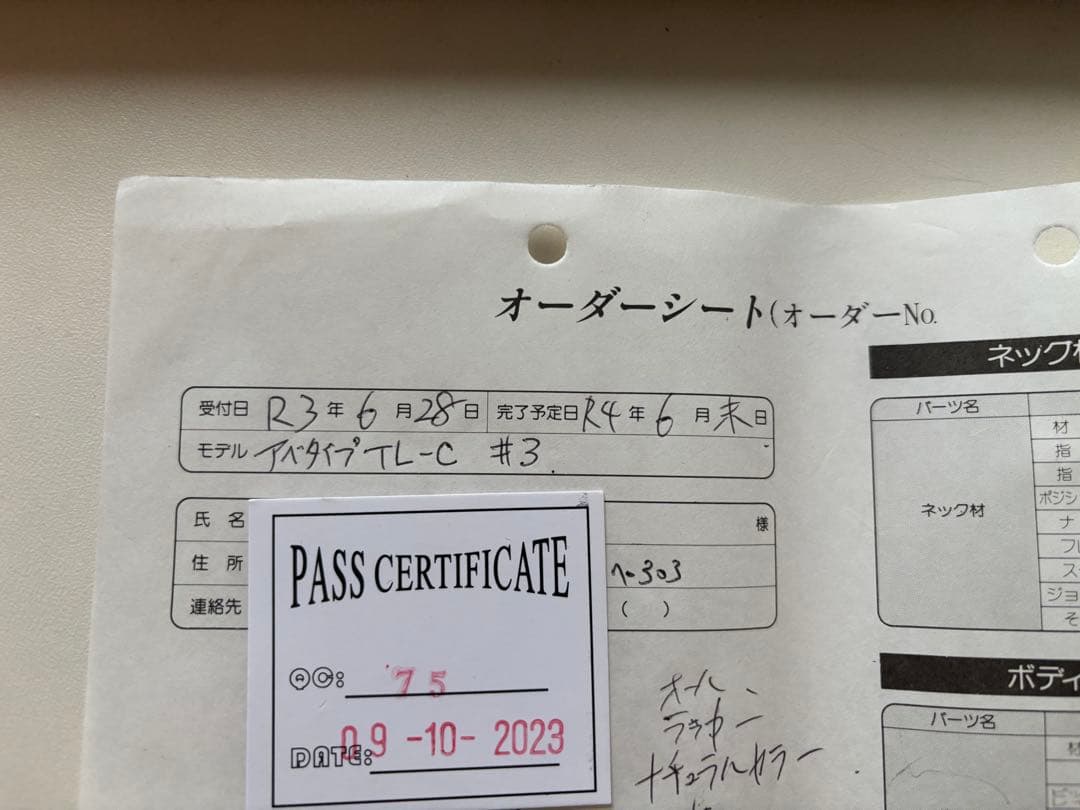 オーダーシート(オーダーNo.
受付日 R3年6月28日 完了予定日 R4年6月末日
モデル アベタイプTL-C #3
氏 名 様
住 所 303
連絡先 ( )
PASS CERTIFICATE
QC: 75
DATE: 09-10-2023
オール
ラッカー
ナチュラルカラー
ネック材
パーツ名
ネック材
材
指
指
ポジシ
ナ
フ
ス
ジョ
そ
ボディ
パーツ名
材
ピ